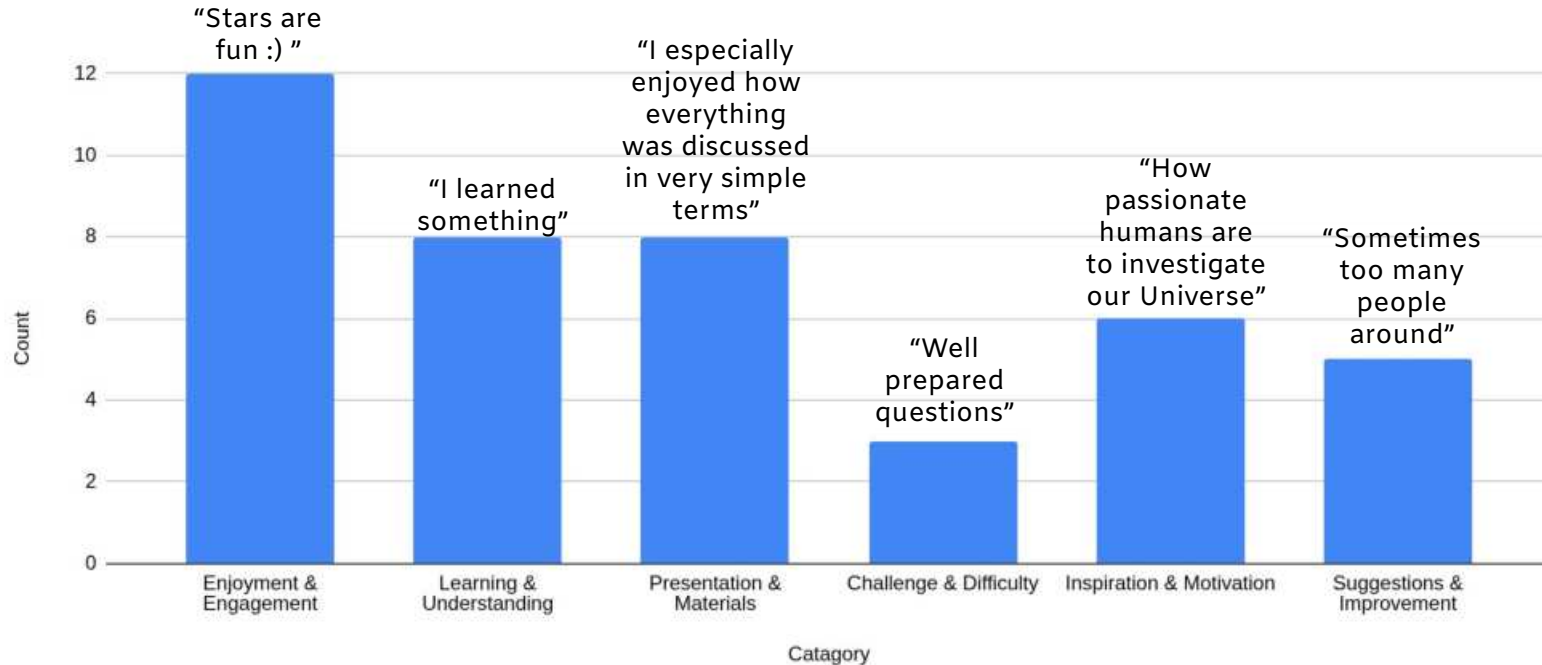 “Stars are
fun :) ”
“I learned
something”
“I especially
enjoyed how
everything
was discussed
in very simple
terms”
“Well
prepared
questions”
“How
passionate
humans are
to investigate
our Universe”
“Sometimes
too many
people
around”
Count
12
10
8
6
4
2
0
Enjoyment &
Engagement
Learning &
Understanding
Presentation &
Materials
Challenge & Difficulty
Inspiration & Motivation
Suggestions &
Improvement
Catagory